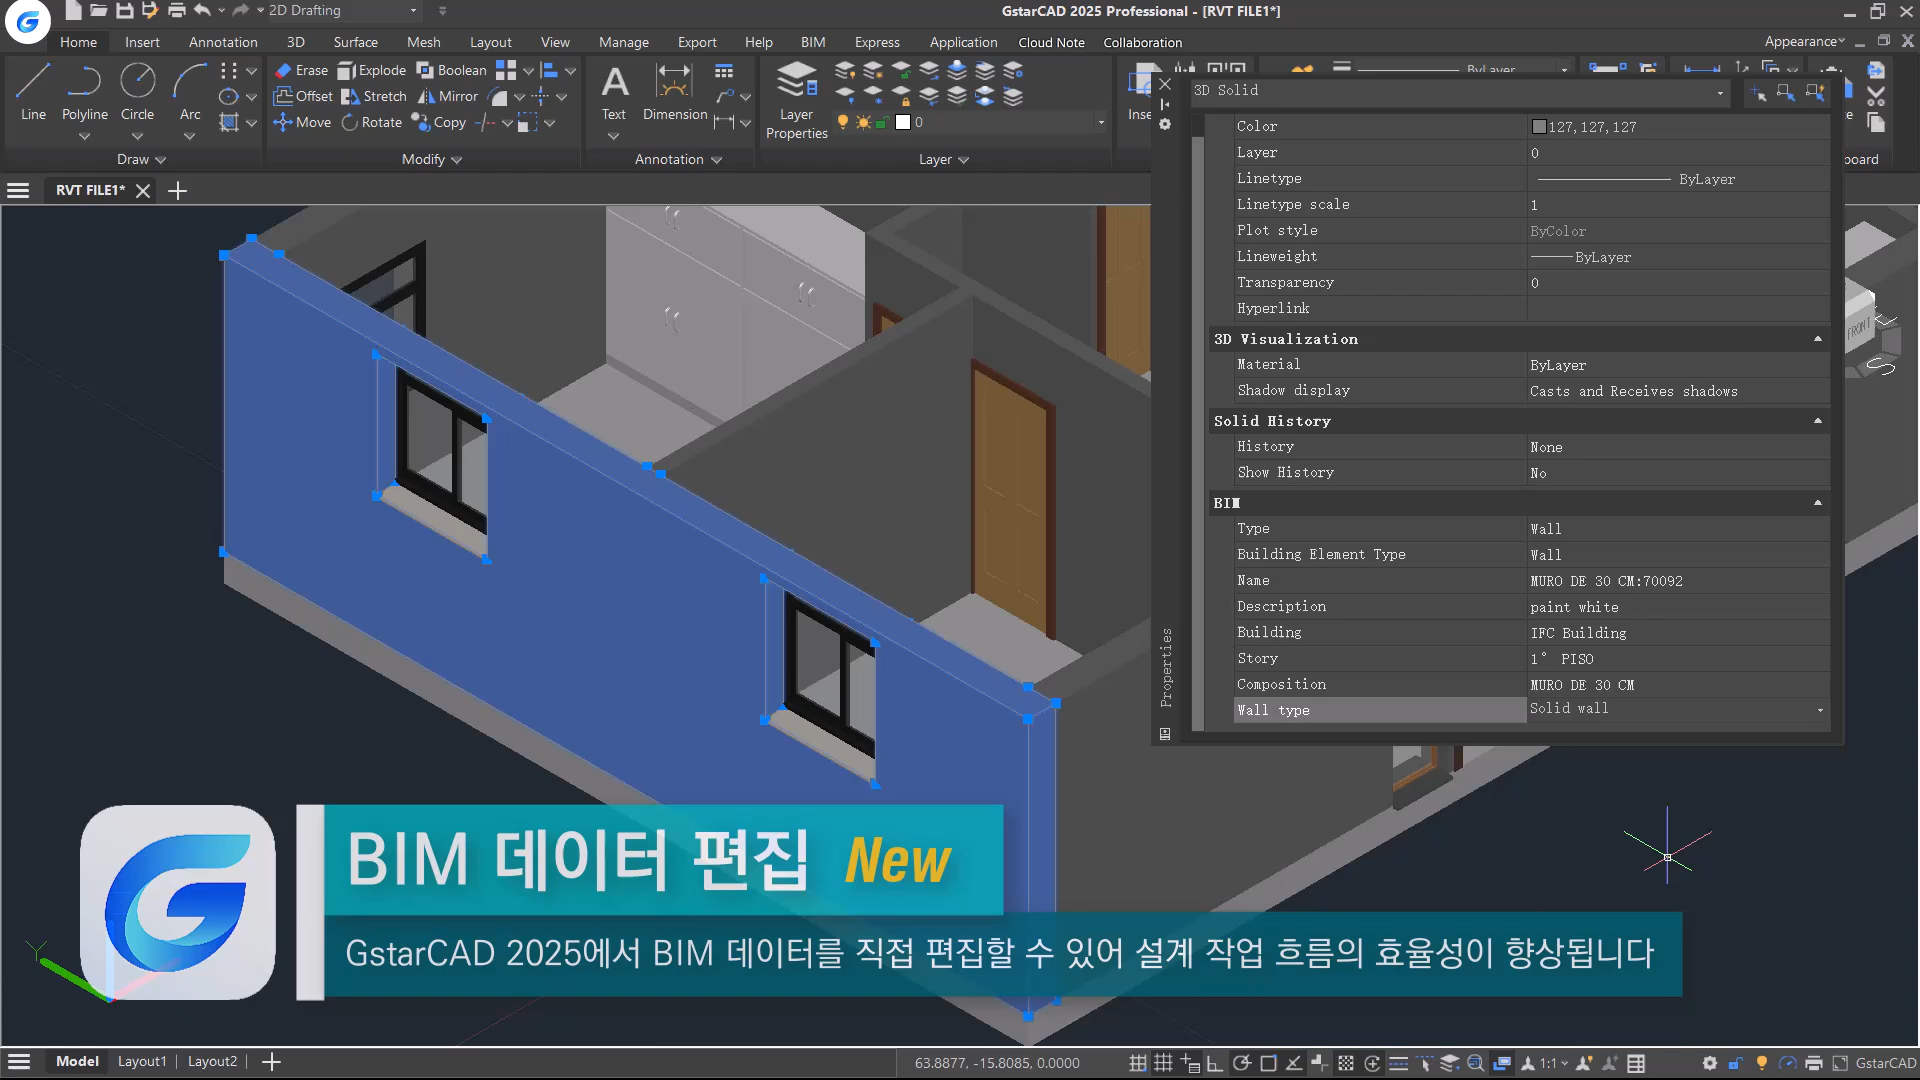 2D Drafting
GstarCAD 2025 Professional - [RVT FILE1*]
Home Insert Annotation 3D Surface Mesh Layout View Manage Export Help BIM Express Application Cloud Note Collaboration Appearance
Line Polyline Circle Arc
Erase Explode Boolean
Offset Stretch Mirror
Move Rotate Copy
Text Dimension
Layer Properties
0
Draw Modify Annotation Layer
RVT FILE1*
3D Solid
Color 127,127,127
Layer 0
Linetype ByLayer
Linetype scale 1
Plot style ByColor
Lineweight ByLayer
Transparency 0
Hyperlink
3D Visualization
Material ByLayer
Shadow display Casts and Receives shadows
Solid History
History None
Show History No
BIM
Type Wall
Building Element Type Wall
Name MURO DE 30 CM:70092
Description paint white
Building IFC Building
Story 1° PISO
Composition MURO DE 30 CM
Wall type Solid wall
Properties
FRONT
S
BIM 데이터 편집 New
GstarCAD 2025에서 BIM 데이터를 직접 편집할 수 있어 설계 작업 흐름의 효율성이 향상됩니다
Y
Model Layout1 Layout2
63.8877, -15.8085, 0.0000
1:1
GstarCAD